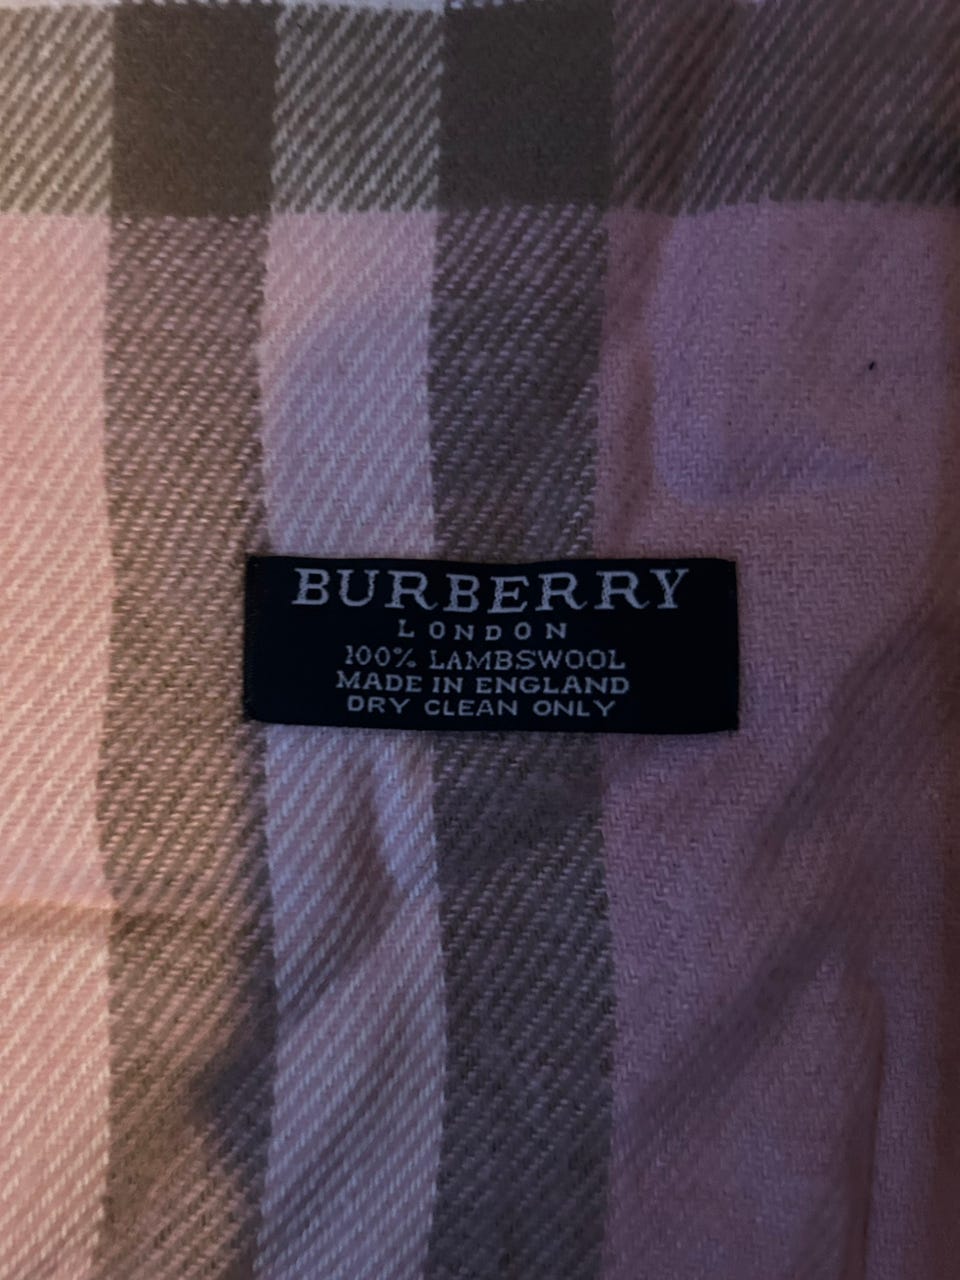 BURBERRY
LONDON
100% LAMBSWOOL
MADE IN ENGLAND
DRY CLEAN ONLY